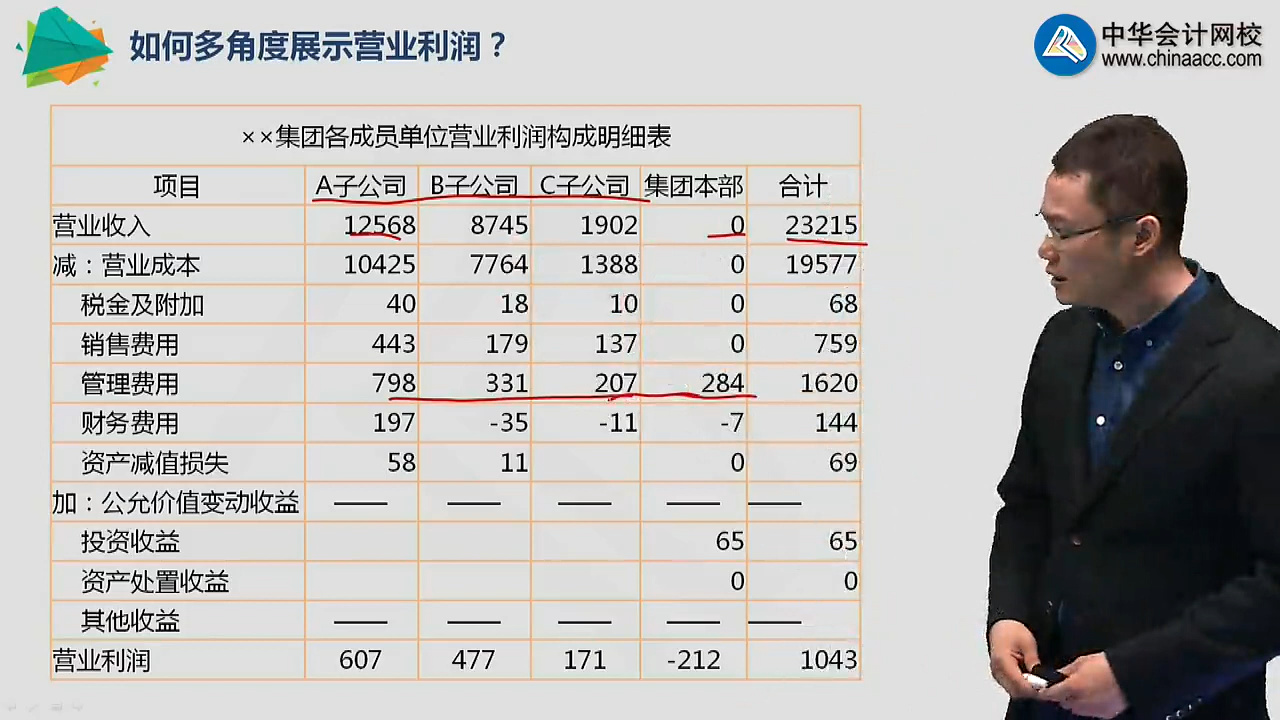 如何多角度展示营业利润？
中华会计网校
www.chinaacc.com
××集团各成员单位营业利润构成明细表
项目 A子公司 B子公司 C子公司 集团本部 合计
营业收入 12568 8745 1902 0 23215
减：营业成本 10425 7764 1388 0 19577
税金及附加 40 18 10 0 68
销售费用 443 179 137 0 759
管理费用 798 331 207 284 1620
财务费用 197 -35 -11 -7 144
资产减值损失 58 11 0 69
加：公允价值变动收益 —— —— —— —— ——
投资收益 65 65
资产处置收益 0 0
其他收益 —— —— —— —— ——
营业利润 607 477 171 -212 1043